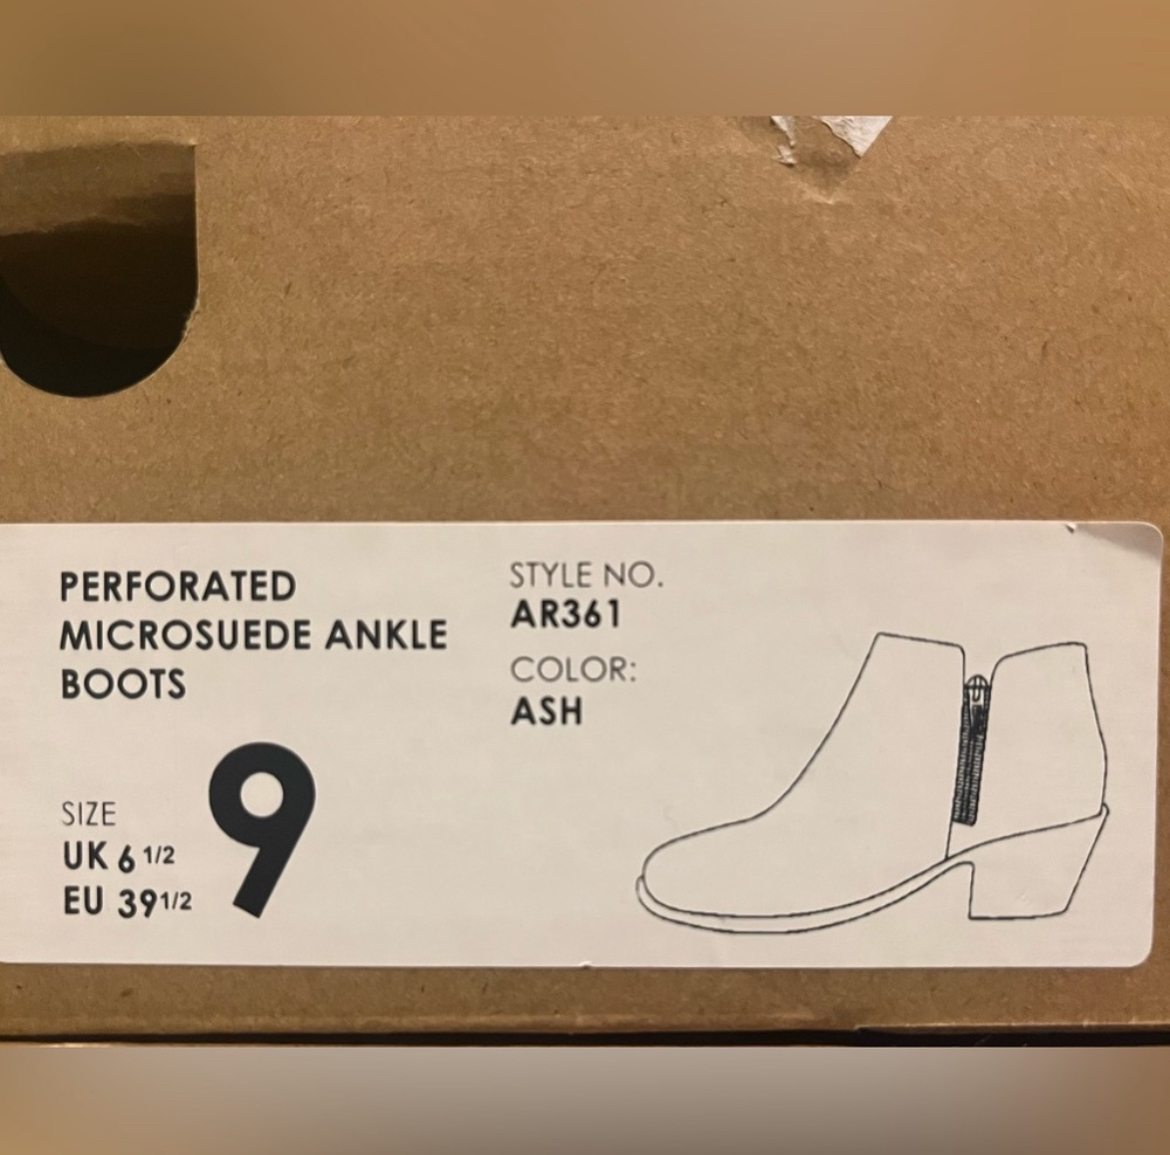 PERFORATED
MICROSUEDE ANKLE
BOOTS
STYLE NO.
AR361
COLOR:
ASH
SIZE
UK 6 1/2
EU 39 1/2
9